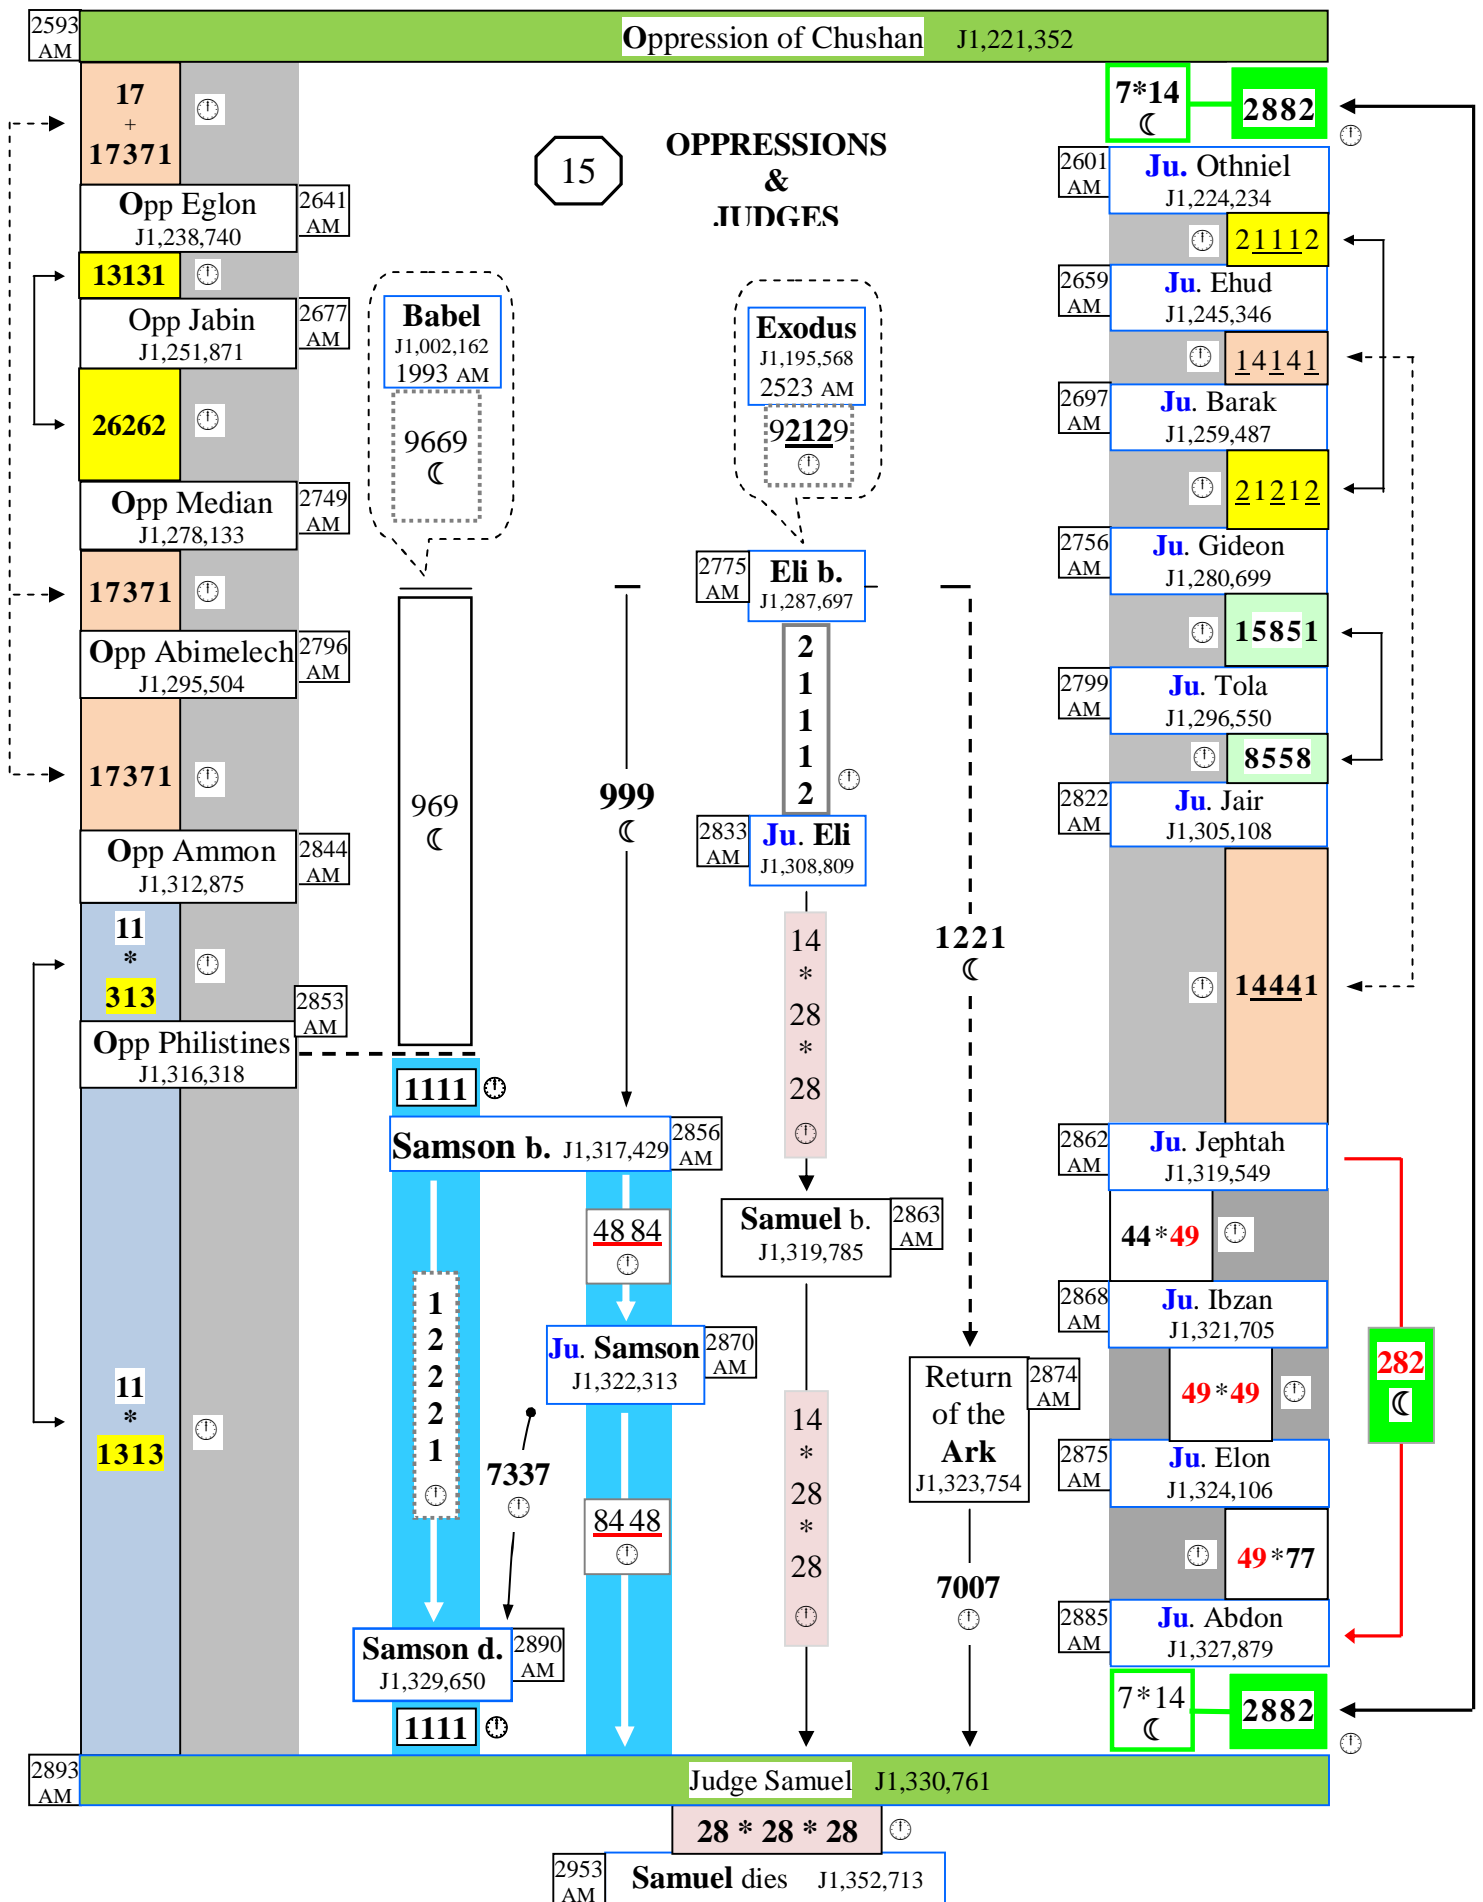 2593
AM
Oppression of Chushan J1,221,352
15
OPPRESSIONS
&
JUDGES
17
+
17371
Opp Eglon
J1,238,740
2641
AM
13131
Opp Jabin
J1,251,871
2677
AM
26262
Opp Median
J1,278,133
2749
AM
17371
Opp Abimelech
J1,295,504
2796
AM
17371
Opp Ammon
J1,312,875
2844
AM
11
*
313
2853
AM
Opp Philistines
J1,316,318
11
*
1313
Babel
J1,002,162
1993 AM
9669
☾
969
☾
1111
Samson b. J1,317,429
2856
AM
1
2
2
2
1
7337
Samson d.
J1,329,650
2890
AM
1111
999
☾
48 84
Ju. Samson
J1,322,313
2870
AM
84 48
Exodus
J1,195,568
2523 AM
92129
2775
AM
Eli b.
J1,287,697
2
1
1
1
2
2833
AM
Ju. Eli
J1,308,809
14
*
28
*
28
Samuel b.
J1,319,785
2863
AM
14
*
28
*
28
1221
☾
Return
of the
Ark
J1,323,754
2874
AM
7007
7*14
☾
2882
2601
AM
Ju. Othniel
J1,224,234
21112
2659
AM
Ju. Ehud
J1,245,346
14141
2697
AM
Ju. Barak
J1,259,487
21212
2756
AM
Ju. Gideon
J1,280,699
15851
2799
AM
Ju. Tola
J1,296,550
8558
2822
AM
Ju. Jair
J1,305,108
14441
2862
AM
Ju. Jephtah
J1,319,549
44*49
2868
AM
Ju. Ibzan
J1,321,705
49*49
2875
AM
Ju. Elon
J1,324,106
49*77
2885
AM
Ju. Abdon
J1,327,879
282
☾
7*14
☾
2882
2893
AM
Judge Samuel J1,330,761
28 * 28 * 28
2953
AM
Samuel dies J1,352,713